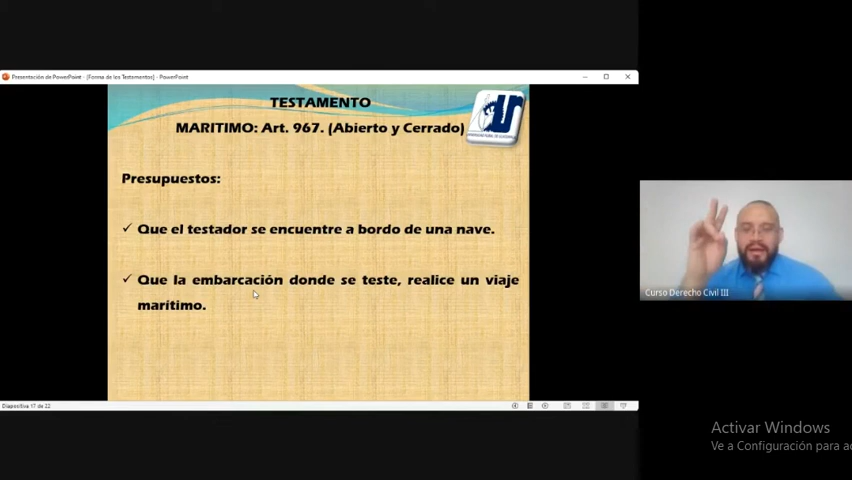 Presentación de PowerPoint - [Forma de los Testamentos] - PowerPoint
TESTAMENTO
MARITIMO: Art. 967. (Abierto y Cerrado)
Presupuestos:
✓ Que el testador se encuentre a bordo de una nave.
✓ Que la embarcación donde se teste, realice un viaje
marítimo.
Curso Derecho Civil III
Diapositiva 17 de 22
Activar Windows
Ve a Configuración para ac